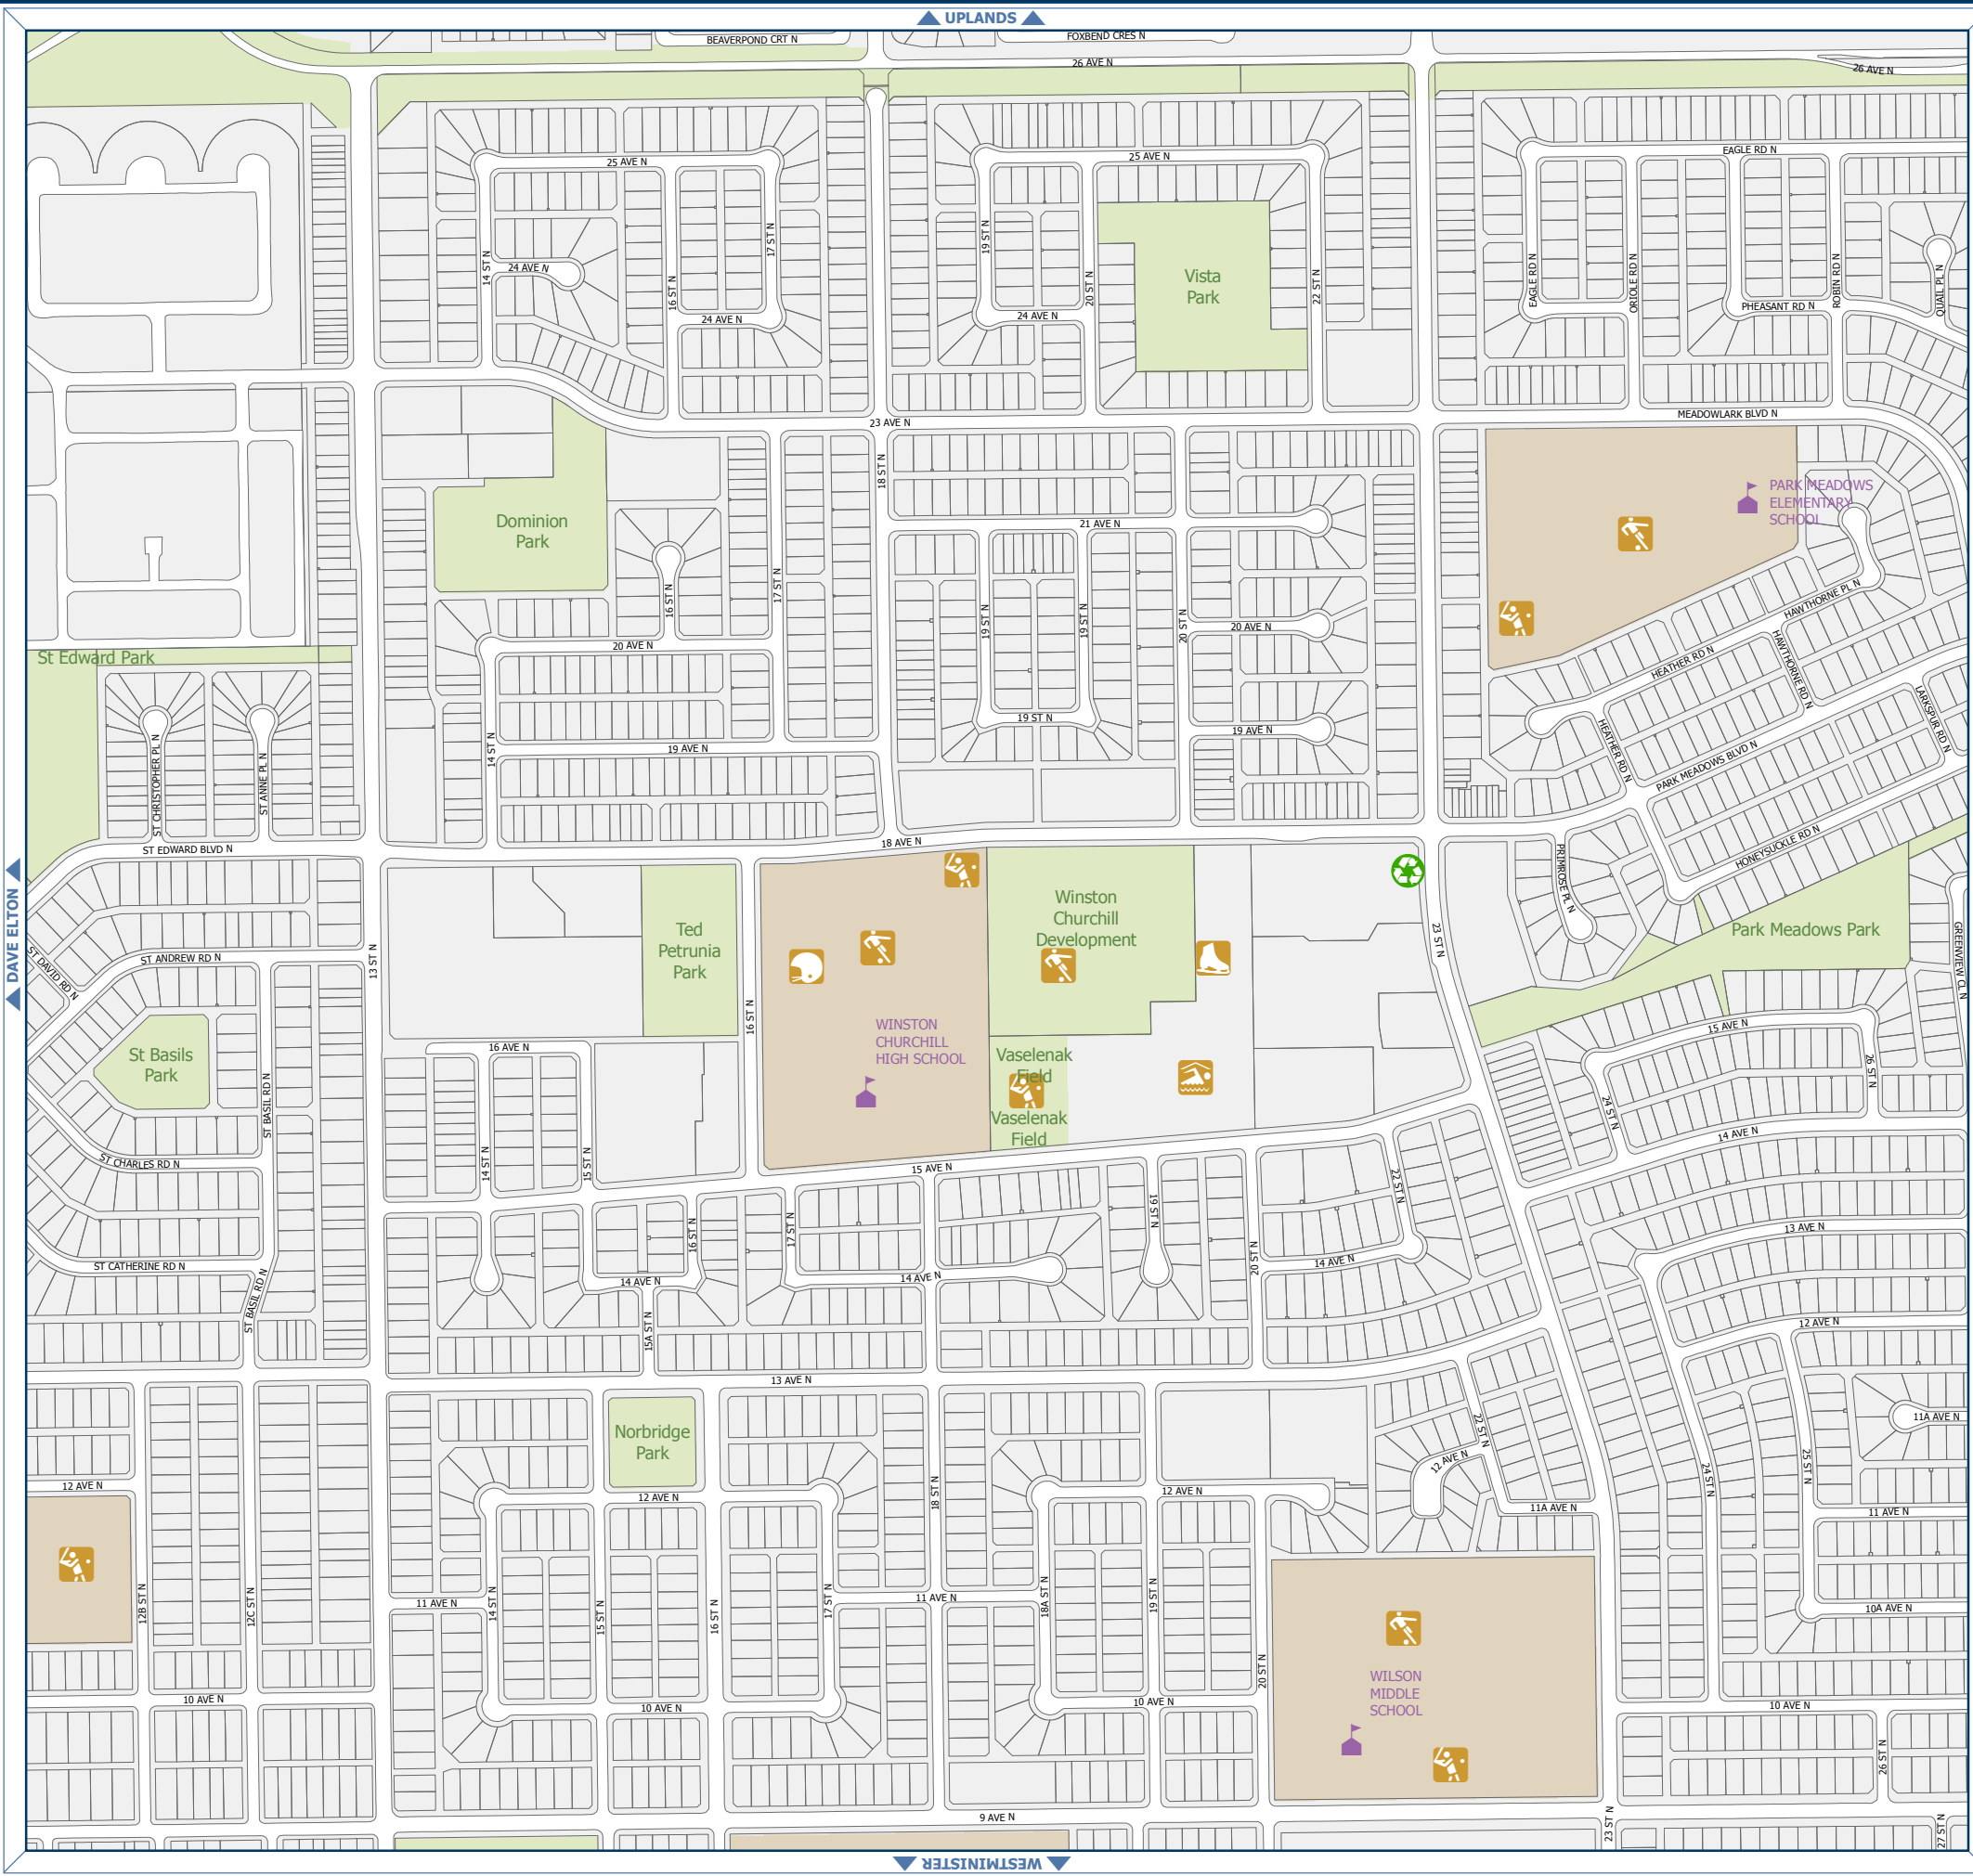 UPLANDS
BEAVERPOND CRT N
FOXBEND CRES N
26 AVE N
26 AVE N
25 AVE N
25 AVE N
EAGLE RD N
14 ST N
24 AVE N
16 ST N
17 ST N
24 AVE N
19 ST N
20 ST N
24 AVE N
Vista
Park
22 ST N
EAGLE RD N
ORIOLE RD N
PHEASANT RD N
ROBIN RD N
QUAIL PL N
23 AVE N
MEADOWLARK BLVD N
18 ST N
Dominion
Park
21 AVE N
PARK MEADOWS
ELEMENTARY
SCHOOL
16 ST N
17 ST N
20 AVE N
19 ST N
19 ST N
20 ST N
20 AVE N
HAWTHORNE PL N
HEATHER RD N
HAWTHORNE RD N
LARKSPUR RD N
St Edward Park
ST CHRISTOPHER PL N
ST ANNE PL N
14 ST N
19 AVE N
19 ST N
19 AVE N
HEATHER RD N
PARK MEADOWS BLVD N
HONEYSUCKLE RD N
ST EDWARD BLVD N
18 AVE N
PRIMROSE PL N
DAVE ELTON
ST DAVID RD N
ST ANDREW RD N
13 ST N
Ted
Petrunia
Park
16 ST N
Winston
Churchill
Development
23 ST N
Park Meadows Park
GREENVIEW CL N
St Basils
Park
ST BASIL RD N
16 AVE N
WINSTON
CHURCHILL
HIGH SCHOOL
Vaselenak
Field
Vaselenak
Field
15 AVE N
26 ST N
24 ST N
14 AVE N
ST CHARLES RD N
14 ST N
15 ST N
15 AVE N
22 ST N
16 ST N
17 ST N
19 ST N
20 ST N
13 AVE N
ST CATHERINE RD N
ST BASIL RD N
14 AVE N
14 AVE N
14 AVE N
15A ST N
12 AVE N
13 AVE N
Norbridge
Park
22 ST N
12 AVE N
11A AVE N
25 ST N
24 ST N
12 AVE N
12 AVE N
18 ST N
12 AVE N
11A AVE N
11 AVE N
12B ST N
12C ST N
11 AVE N
14 ST N
15 ST N
16 ST N
17 ST N
11 AVE N
18A ST N
19 ST N
20 ST N
10A AVE N
WILSON
MIDDLE
SCHOOL
10 AVE N
10 AVE N
10 AVE N
10 AVE N
26 ST N
9 AVE N
23 ST N
27 ST N
WESTMINISTER